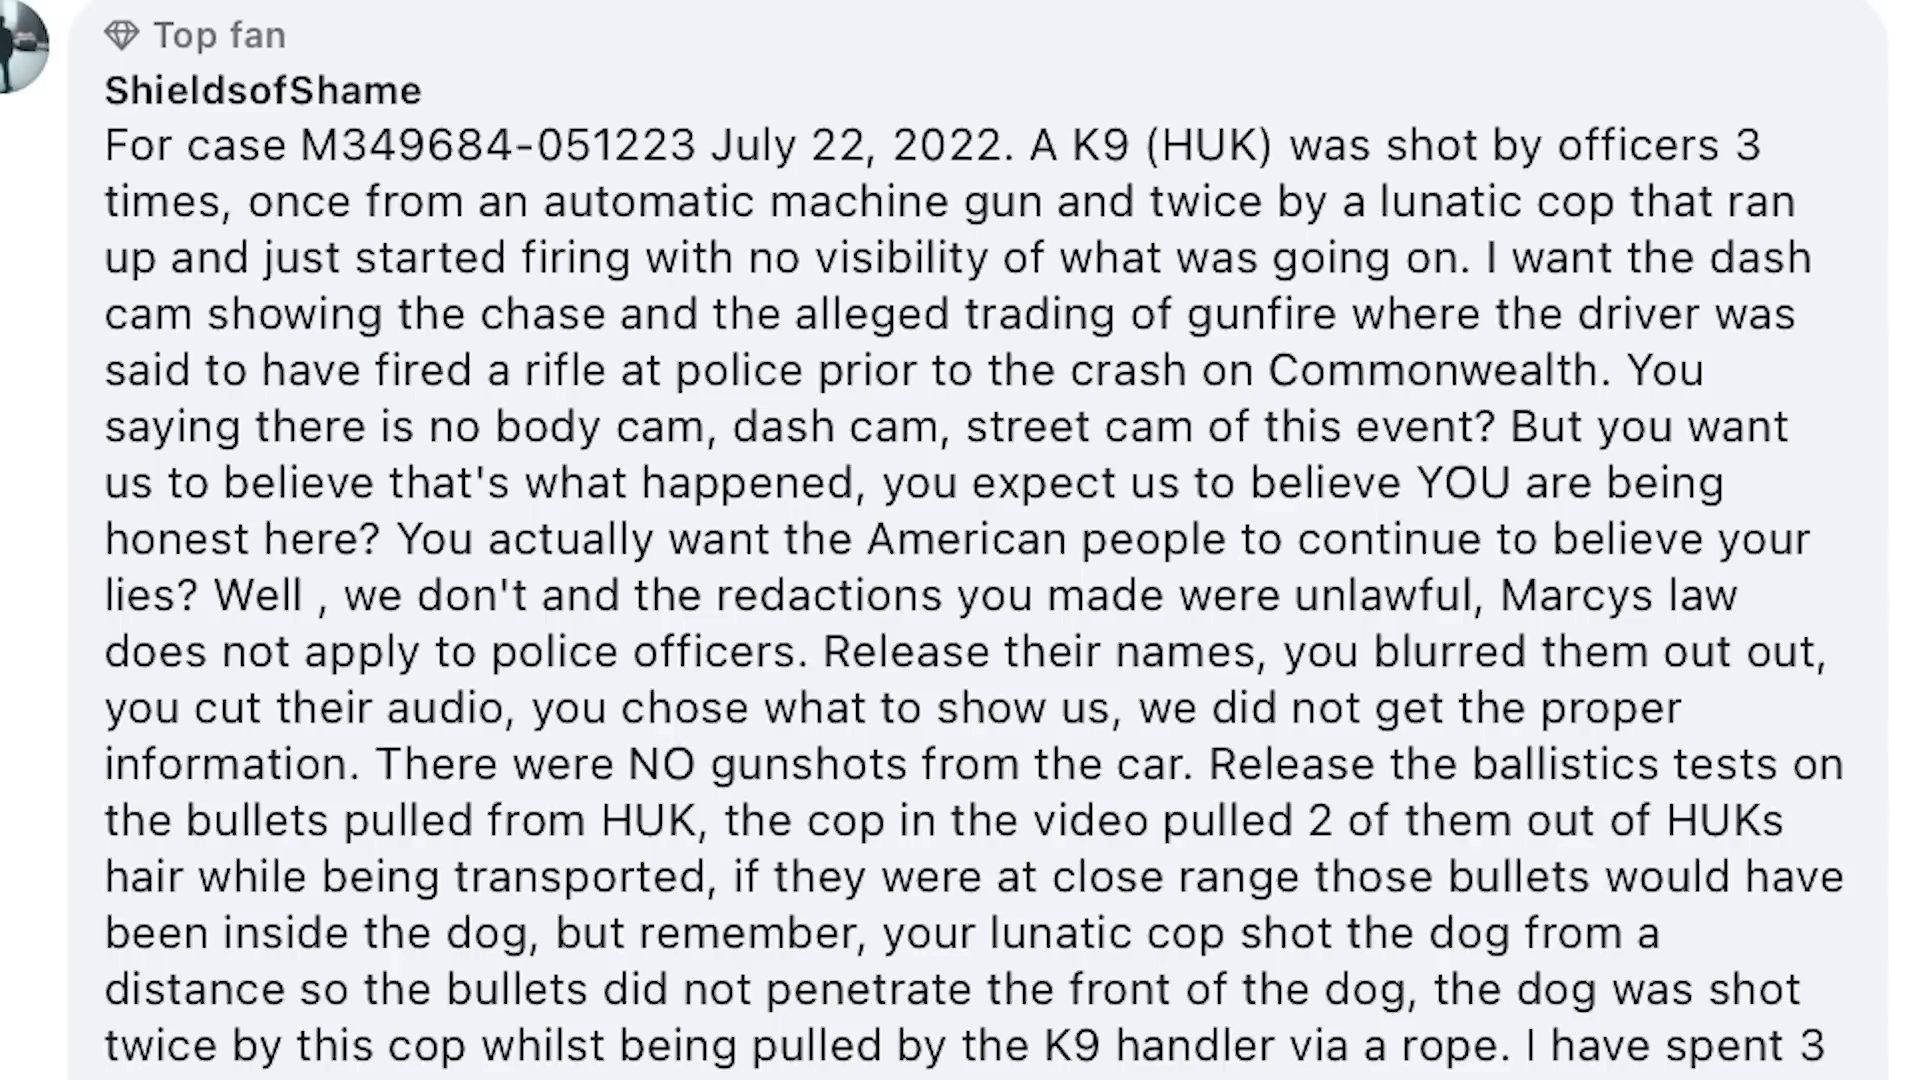 Top fan
ShieldsofShame
For case M349684-051223 July 22, 2022. A K9 (HUK) was shot by officers 3
times, once from an automatic machine gun and twice by a lunatic cop that ran
up and just started firing with no visibility of what was going on. I want the dash
cam showing the chase and the alleged trading of gunfire where the driver was
said to have fired a rifle at police prior to the crash on Commonwealth. You
saying there is no body cam, dash cam, street cam of this event? But you want
us to believe that's what happened, you expect us to believe YOU are being
honest here? You actually want the American people to continue to believe your
lies? Well , we don't and the redactions you made were unlawful, Marcys law
does not apply to police officers. Release their names, you blurred them out out,
you cut their audio, you chose what to show us, we did not get the proper
information. There were NO gunshots from the car. Release the ballistics tests on
the bullets pulled from HUK, the cop in the video pulled 2 of them out of HUKs
hair while being transported, if they were at close range those bullets would have
been inside the dog, but remember, your lunatic cop shot the dog from a
distance so the bullets did not penetrate the front of the dog, the dog was shot
twice by this cop whilst being pulled by the K9 handler via a rope. I have spent 3